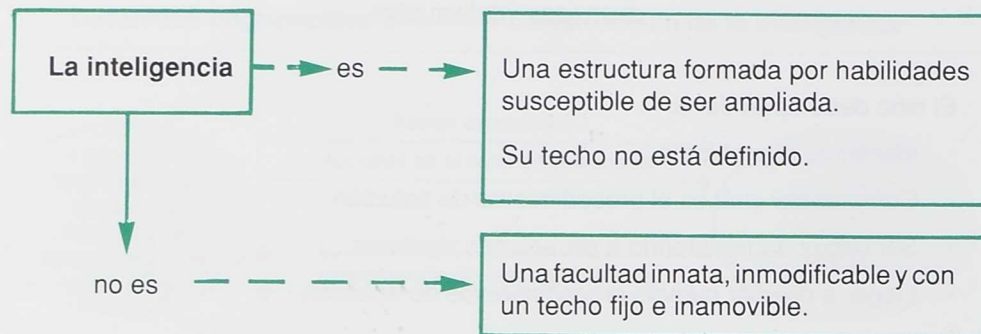 La inteligencia
es
Una estructura formada por habilidades
susceptible de ser ampliada.
Su techo no está definido.
no es
Una facultad innata, inmodificable y con
un techo fijo e inamovible.